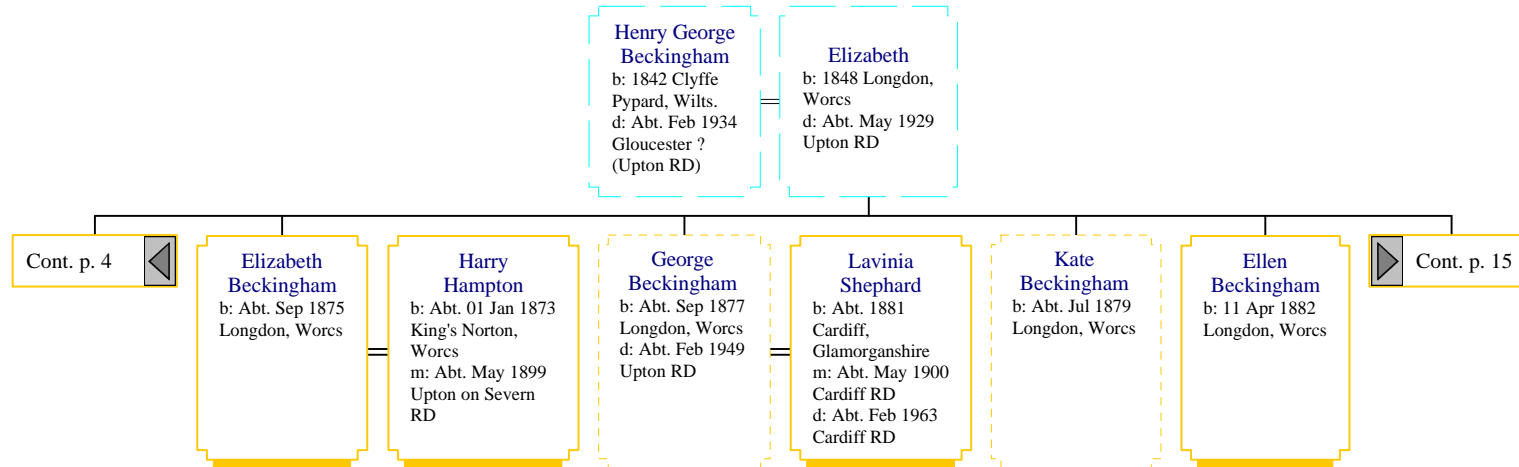 Henry George
Beckingham
b: 1842 Clyffe
Pypard, Wilts.
d: Abt. Feb 1934
Gloucester ?
(Upton RD)
Elizabeth
b: 1848 Longdon,
Worcs
d: Abt. May 1929
Upton RD
Cont. p. 4
Elizabeth
Beckingham
b: Abt. Sep 1875
Longdon, Worcs
Harry
Hampton
b: Abt. 01 Jan 1873
King's Norton,
Worcs
m: Abt. May 1899
Upton on Severn
RD
George
Beckingham
b: Abt. Sep 1877
Longdon, Worcs
d: Abt. Feb 1949
Upton RD
Lavinia
Shephard
b: Abt. 1881
Cardiff,
Glamorganshire
m: Abt. May 1900
Cardiff RD
d: Abt. Feb 1963
Cardiff RD
Kate
Beckingham
b: Abt. Jul 1879
Longdon, Worcs
Ellen
Beckingham
b: 11 Apr 1882
Longdon, Worcs
Cont. p. 15